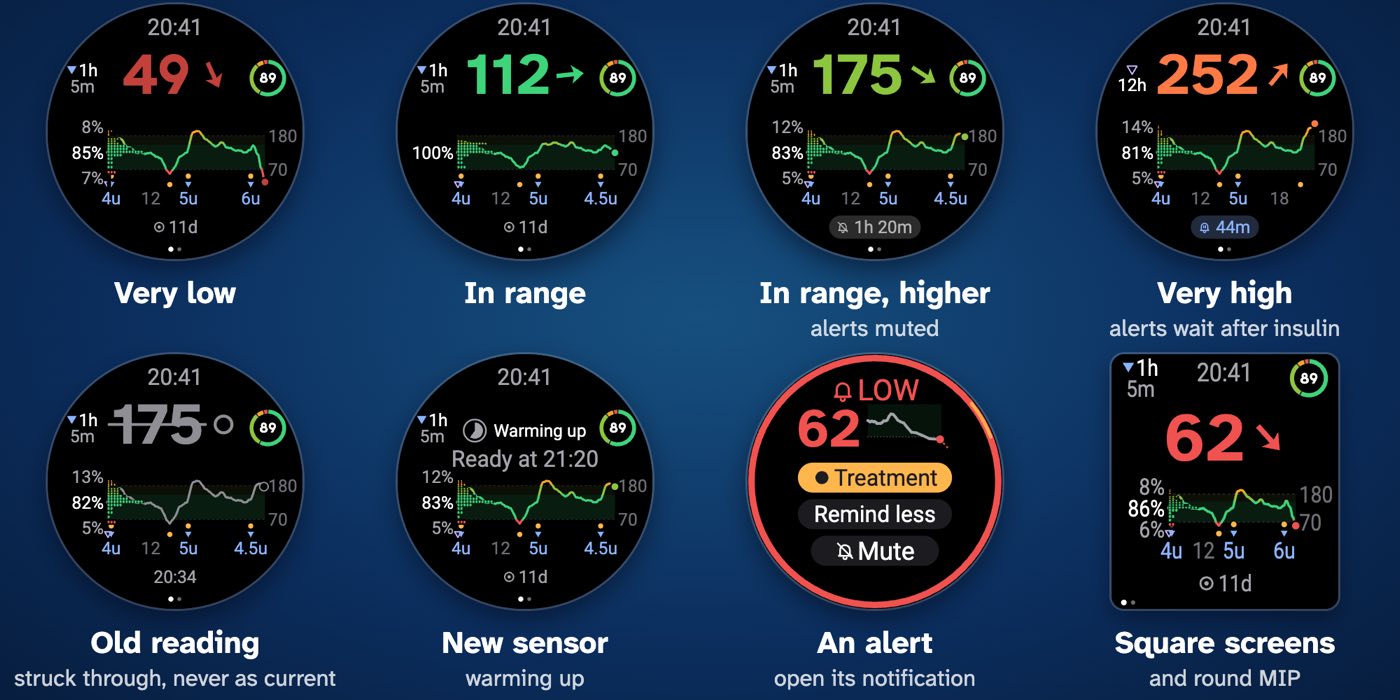 20:41
1h
5m
49
89
8%
85%
7%
180
70
4u 12 5u 6u
11d
Very low
20:41
1h
5m
112
89
100%
180
70
4u 12 5u 4.5u
11d
In range
20:41
1h
5m
175
89
12%
83%
5%
180
70
4u 12 5u 4.5u
1h 20m
In range, higher
alerts muted
20:41
12h
252
89
14%
81%
5%
180
70
4u 12 5u 18
44m
Very high
alerts wait after insulin
20:41
1h
5m
175
89
13%
82%
5%
180
70
4u 12 5u 4.5u
20:34
Old reading
struck through, never as current
20:41
1h
5m
Warming up
89
Ready at 21:20
12%
83%
5%
180
70
4u 12 5u 4.5u
11d
New sensor
warming up
LOW
62
Treatment
Remind less
Mute
An alert
open its notification
1h
5m
20:41
89
62
8%
86%
6%
180
70
4u 12 5u 6u
11d
Square screens
and round MIP